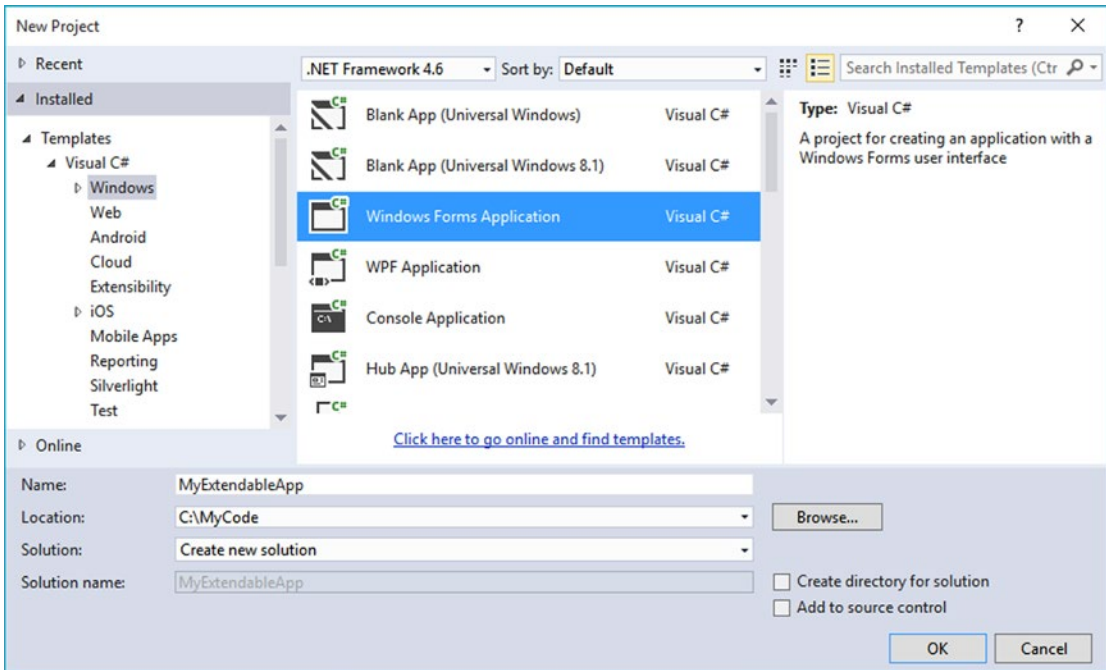 New Project ?
Recent
Installed
Templates
Visual C#
Windows
Web
Android
Cloud
Extensibility
iOS
Mobile Apps
Reporting
Silverlight
Test
Online
.NET Framework 4.6 Sort by: Default Search Installed Templates (Ctr
Blank App (Universal Windows) Visual C#
Blank App (Universal Windows 8.1) Visual C#
Windows Forms Application Visual C#
WPF Application Visual C#
Console Application Visual C#
Hub App (Universal Windows 8.1) Visual C#
Click here to go online and find templates.
Type: Visual C#
A project for creating an application with a
Windows Forms user interface
Name: MyExtendableApp
Location: C:\MyCode Browse...
Solution: Create new solution
Solution name: MyExtendableApp
Create directory for solution
Add to source control
OK Cancel